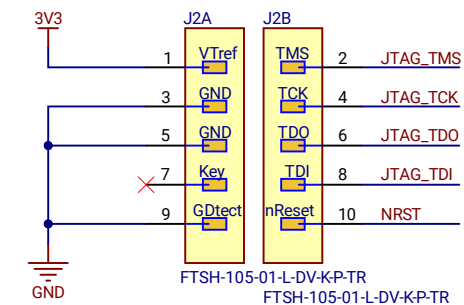 3V3 J2A J2B
1 VTref TMS 2 JTAG_TMS
3 GND TCK 4 JTAG_TCK
5 GND TDO 6 JTAG_TDO
7 Key TDI 8 JTAG_TDI
9 GDtect nReset 10 NRST
FTSH-105-01-L-DV-K-P-TR
GND
FTSH-105-01-L-DV-K-P-TR